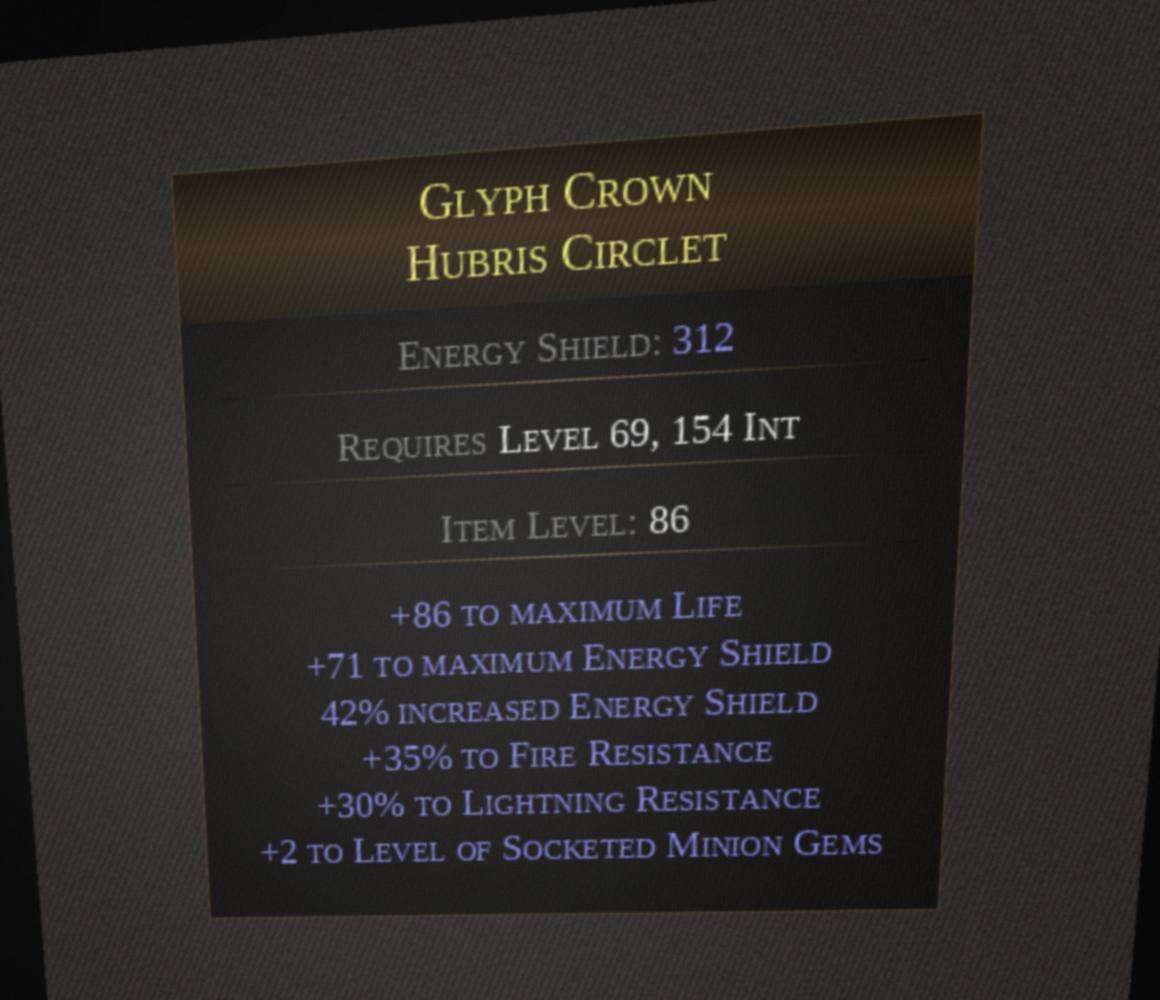 Glyph Crown
Hubris Circlet
Energy Shield: 312
Requires Level 69, 154 Int
Item Level: 86
+86 to maximum Life
+71 to maximum Energy Shield
42% increased Energy Shield
+35% to Fire Resistance
+30% to Lightning Resistance
+2 to Level of Socketed Minion Gems